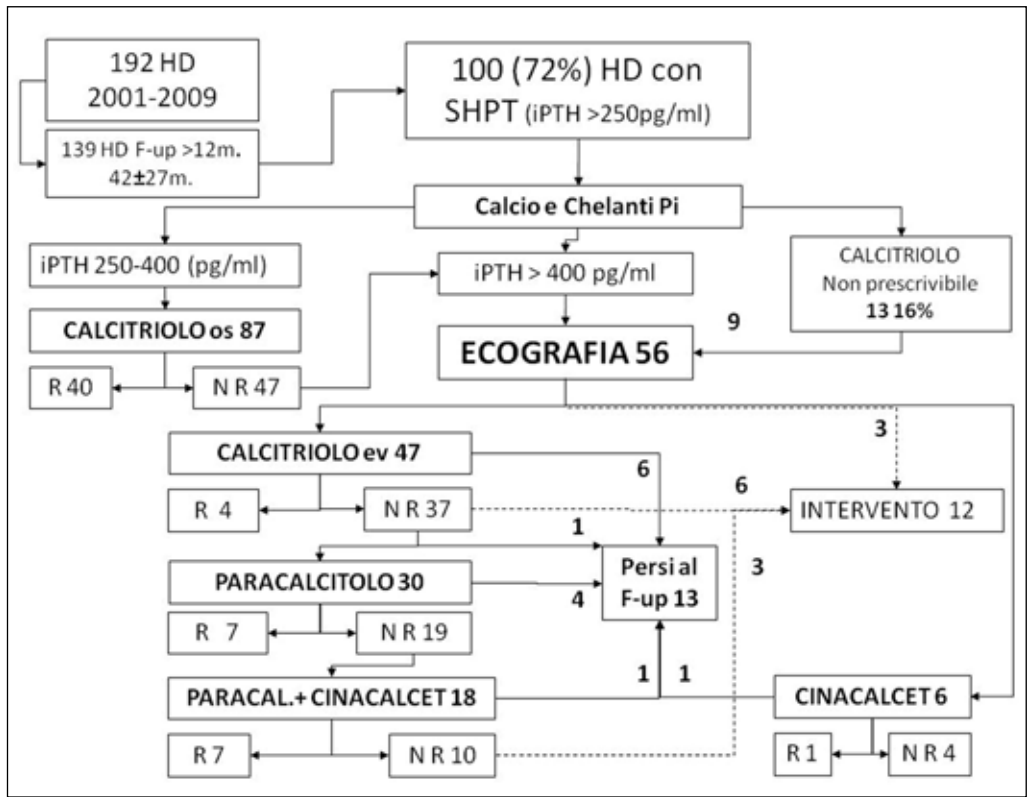 192 HD
2001-2009
139 HD F-up >12m.
42±27m.
100 (72%) HD con
SHPT (iPTH >250pg/ml)
Calcio e Chelanti Pi
iPTH 250-400 (pg/ml)
iPTH > 400 pg/ml
CALCITRIOLO
Non prescrivibile
13 16%
CALCITRIOLO os 87
9
ECOGRAFIA 56
R 40
N R 47
3
CALCITRIOLO ev 47
6
6
R 4
N R 37
INTERVENTO 12
1
PARACALCITOLO 30
4
Persi al
F-up 13
3
R 7
N R 19
1
1
PARACAL.+ CINACALCET 18
CINACALCET 6
R 7
N R 10
R 1
N R 4